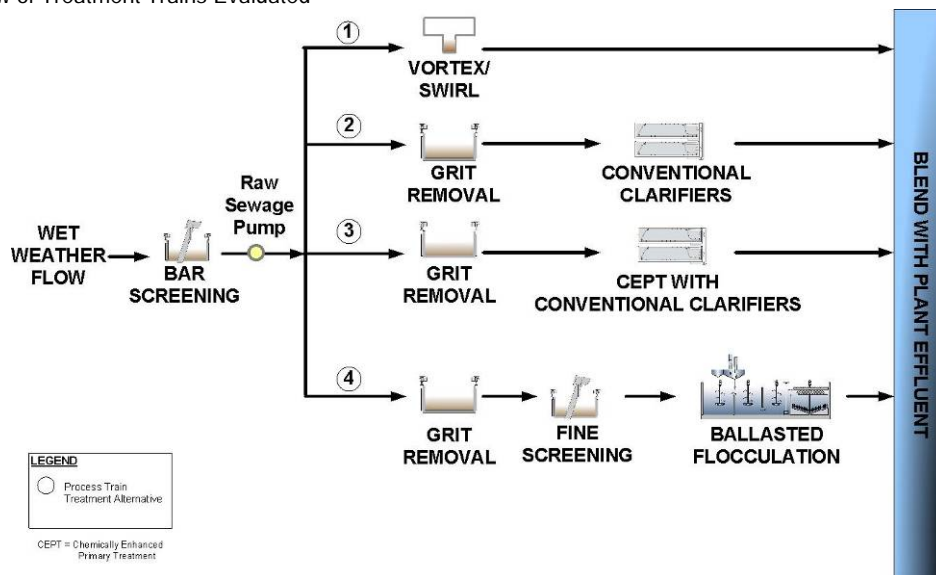 of Treatment Trains Evaluated
WET
WEATHER
FLOW
BAR
SCREENING
Raw
Sewage
Pump
1
VORTEX/
SWIRL
2
GRIT
REMOVAL
CONVENTIONAL
CLARIFIERS
3
GRIT
REMOVAL
CEPT WITH
CONVENTIONAL CLARIFIERS
4
GRIT
REMOVAL
FINE
SCREENING
BALLASTED
FLOCCULATION
BLEND WITH PLANT EFFLUENT
LEGEND
Process Train
Treatment Alternative
CEPT = Chemically Enhanced
Primary Treatment